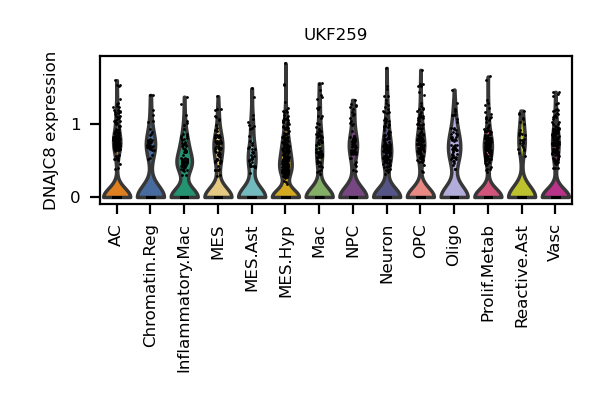 UKF259
DNAJC8 expression
1
0
AC
Chromatin.Reg
Inflammatory.Mac
MES
MES.Ast
MES.Hyp
Mac
NPC
Neuron
OPC
Oligo
Prolif.Metab
Reactive.Ast
Vasc